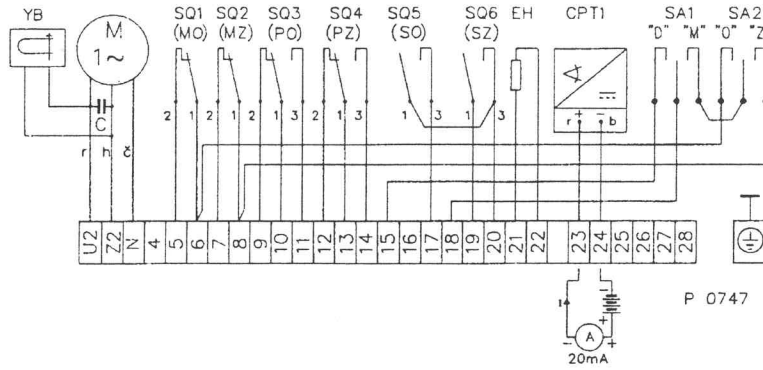 YB
M
1~
C
r h č
SQ1 SQ2 SQ3 SQ4 SQ5 SQ6 EH CPT1 SA1 SA2
(MO) (MZ) (PO) (PZ) (SO) (SZ) "D" "M" "O" "Z
2 1 2 1 2 1 3 2 1 3 1 3 1 3
r + − b
U2 Z2 N 4 5 6 7 8 9 10 11 12 13 14 15 16 17 18 19 20 21 22 23 24 25 26 27 28
I
−
+
− A +
20mA
P 0747